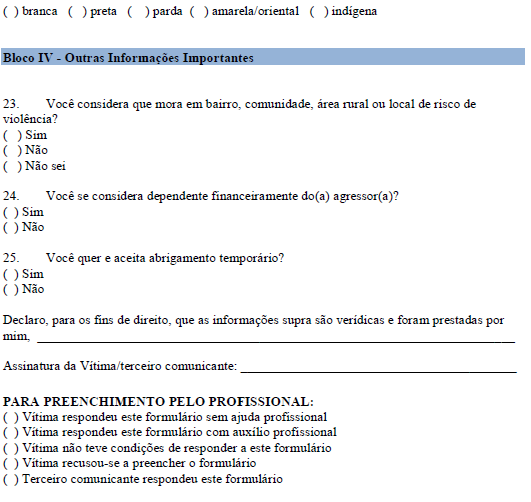 ( ) branca ( ) preta ( ) parda ( ) amarela/oriental ( ) indígena
Bloco IV - Outras Informações Importantes
23. Você considera que mora em bairro, comunidade, área rural ou local de risco de
violência?
( ) Sim
( ) Não
( ) Não sei
24. Você se considera dependente financeiramente do(a) agressor(a)?
( ) Sim
( ) Não
25. Você quer e aceita abrigamento temporário?
( ) Sim
( ) Não
Declaro, para os fins de direito, que as informações supra são verídicas e foram prestadas por
mim, ____________________
Assinatura da Vítima/terceiro comunicante: ____________________
PARA PREENCHIMENTO PELO PROFISSIONAL:
( ) Vítima respondeu este formulário sem ajuda profissional
( ) Vítima respondeu este formulário com auxílio profissional
( ) Vítima não teve condições de responder a este formulário
( ) Vítima recusou-se a preencher o formulário
( ) Terceiro comunicante respondeu este formulário